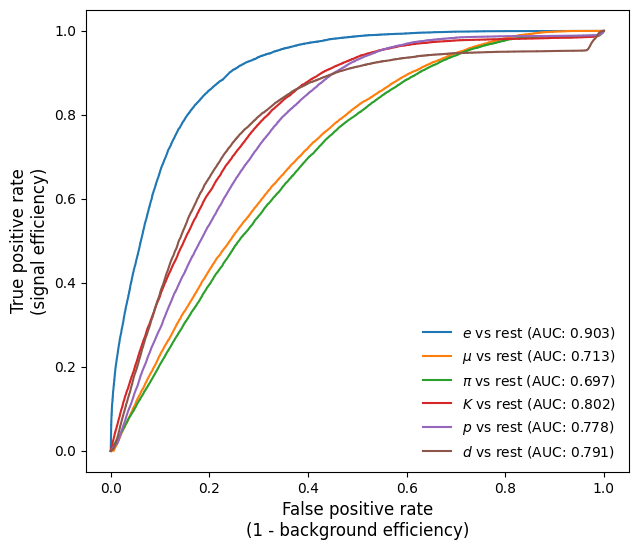 1.0
0.8
0.6
0.4
0.2
0.0
True positive rate
(signal efficiency)
e vs rest (AUC: 0.903)
μ vs rest (AUC: 0.713)
π vs rest (AUC: 0.697)
K vs rest (AUC: 0.802)
p vs rest (AUC: 0.778)
d vs rest (AUC: 0.791)
0.0 0.2 0.4 0.6 0.8 1.0
False positive rate
(1 - background efficiency)